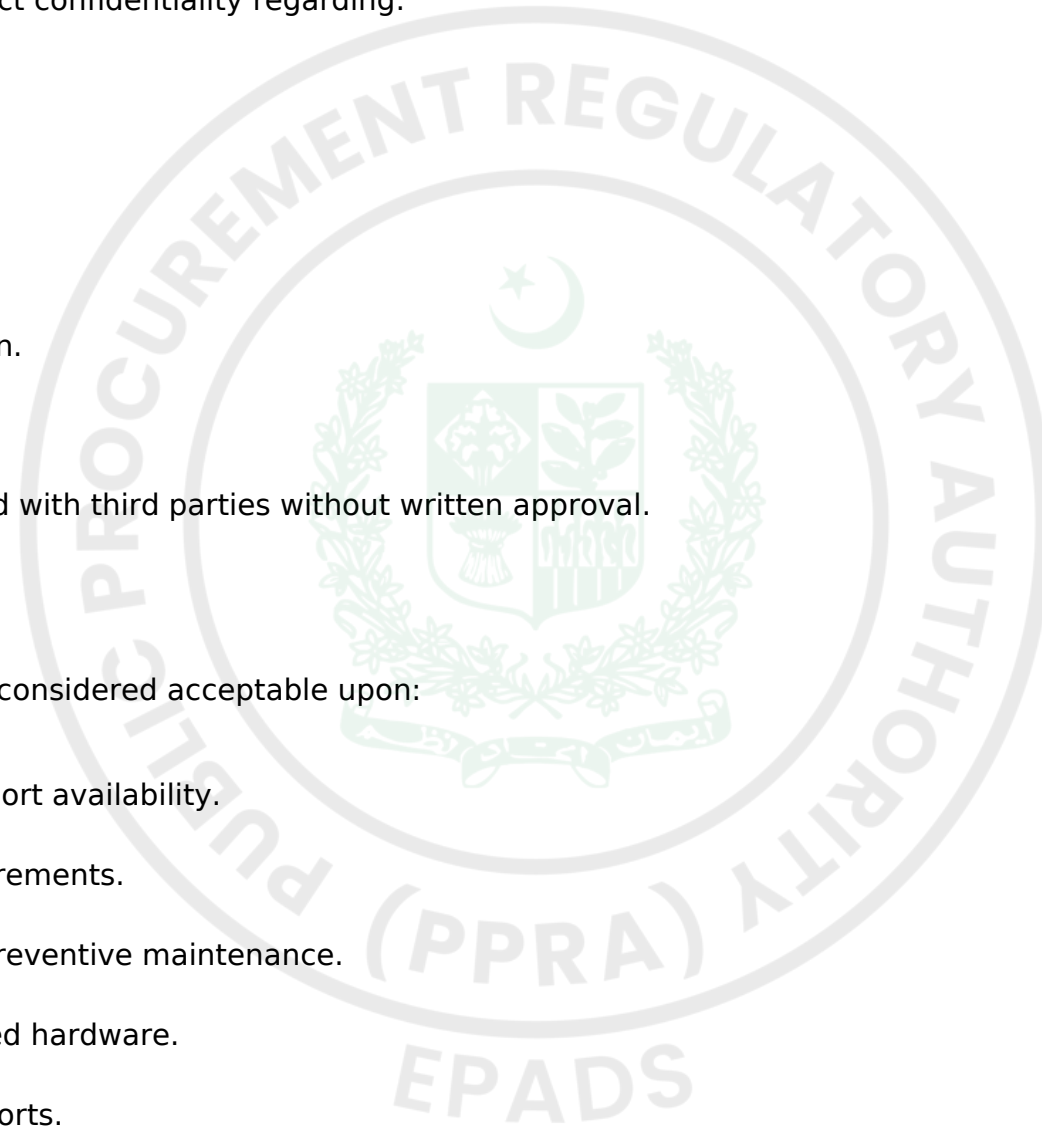 ct confidentiality regarding:
n.
d with third parties without written approval.
considered acceptable upon:
ort availability.
rements.
reventive maintenance.
ed hardware.
orts.
PUBLIC PROCUREMENT REGULATORY AUTHORITY
(PPRA)
EPADS